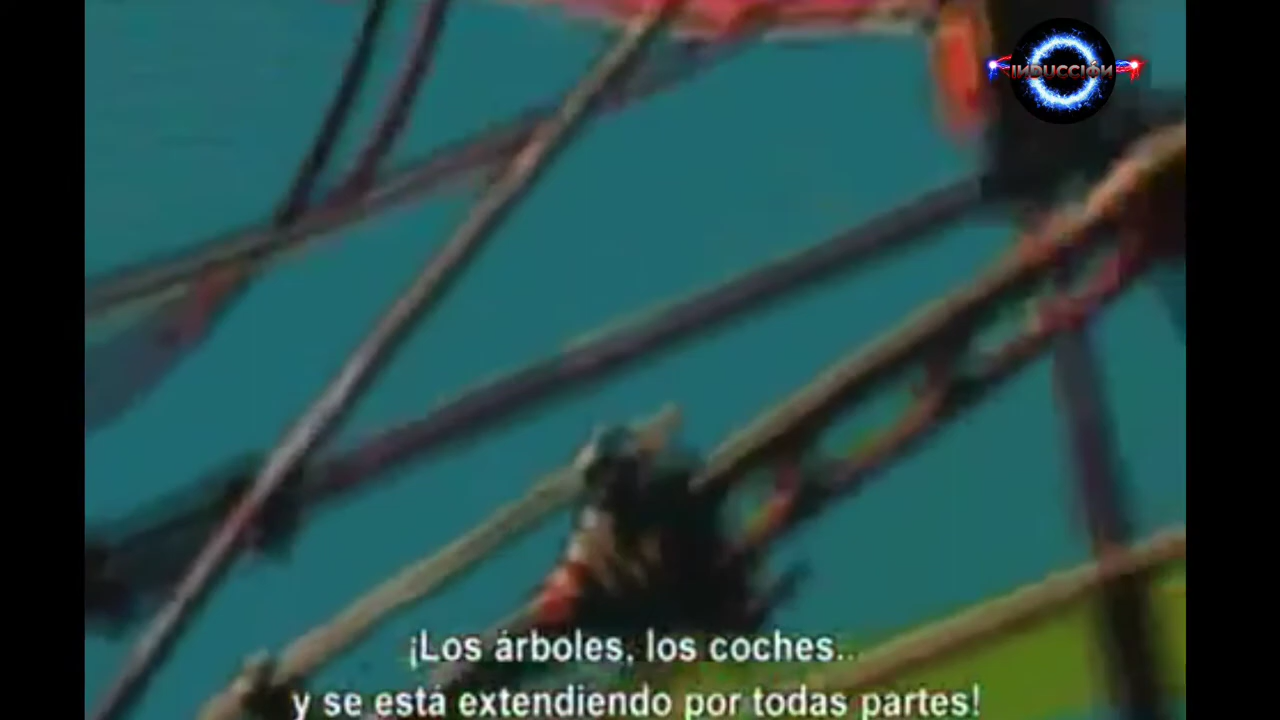 INDUCCIÓN
¡Los árboles, los coches..
y se está extendiendo por todas partes!